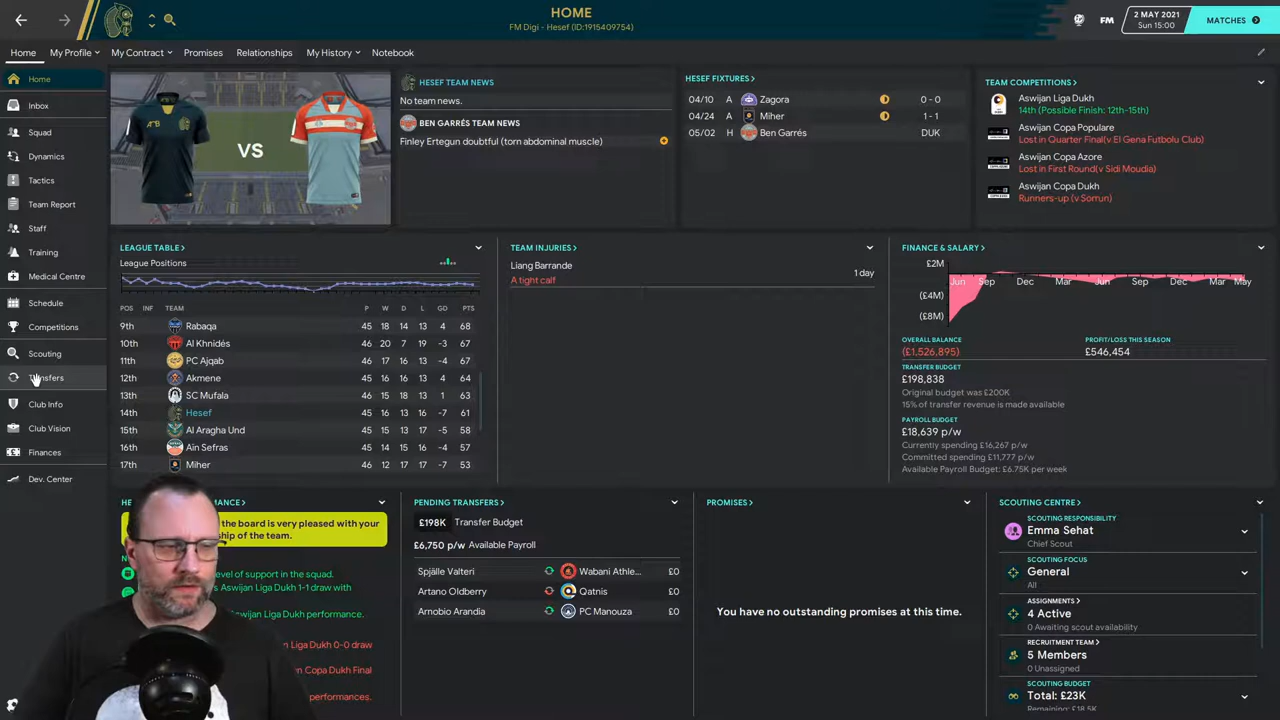 HOME
FM Digi - Hesef (ID:1915409754)
FM
2 MAY 2021
Sun 15:00
MATCHES
Home
My Profile
My Contract
Promises
Relationships
My History
Notebook
Home
Inbox
Squad
Dynamics
Tactics
Team Report
Staff
Training
Medical Centre
Schedule
Competitions
Scouting
Transfers
Club Info
Club Vision
Finances
Dev. Center
VS
HESEF TEAM NEWS
No team news.
BEN GARRÉS TEAM NEWS
Finley Ertegun doubtful (torn abdominal muscle)
HESEF FIXTURES >
04/10 A Zagora 0 - 0
04/24 A Miher 1 - 1
05/02 H Ben Garrés DUK
TEAM COMPETITIONS >
Aswijan Liga Dukh
14th (Possible Finish: 12th-15th)
Aswijan Copa Populare
Lost in Quarter Final(v El Gena Futbolu Club)
Aswijan Copa Azore
Lost in First Round(v Sidi Moudia)
Aswijan Copa Dukh
Runners-up (v Sorrun)
LEAGUE TABLE >
League Positions
POS INF TEAM P W D L GD PTS
9th Rabaqa 45 18 14 13 4 68
10th Al Khnidés 46 20 7 19 -3 67
11th PC Ajqab 46 17 16 13 -4 67
12th Akmene 45 16 16 13 4 64
13th SC Mufala 46 15 18 13 1 63
14th Hesef 45 16 13 16 -7 61
15th Al Aragha Und 45 15 13 17 -5 58
16th Ain Sefras 45 14 15 16 -4 57
17th Miher 46 12 17 17 -7 53
TEAM INJURIES >
Liang Barrande
A tight calf
1 day
FINANCE & SALARY >
£2M
(£4M)
(£8M)
Jun Sep Dec Mar Jun Sep Dec Mar May
OVERALL BALANCE
(£1,526,895)
PROFIT/LOSS THIS SEASON
£546,454
TRANSFER BUDGET
£198,838
Original budget was £200K
15% of transfer revenue is made available
PAYROLL BUDGET
£18,639 p/w
Currently spending £16,267 p/w
Committed spending £11,777 p/w
Available Payroll Budget: £6.75K per week
the board is very pleased with your
of the team.
level of support in the squad.
Aswijan Liga Dukh 1-1 draw with
Aswijan Liga Dukh performance.
Liga Dukh 0-0 draw
Copa Dukh Final
performances.
PENDING TRANSFERS >
£198K Transfer Budget
£6,750 p/w Available Payroll
Spjälle Valteri Wabani Athle... £0
Artano Oldberry Qatnis £0
Arnobio Arandia PC Manouza £0
PROMISES >
You have no outstanding promises at this time.
SCOUTING CENTRE >
SCOUTING RESPONSIBILITY
Emma Sehat
Chief Scout
SCOUTING FOCUS
General
All
ASSIGNMENTS >
4 Active
0 Awaiting scout availability
RECRUITMENT TEAM >
5 Members
0 Unassigned
SCOUTING BUDGET
Total: £23K
Remaining: £18.5K